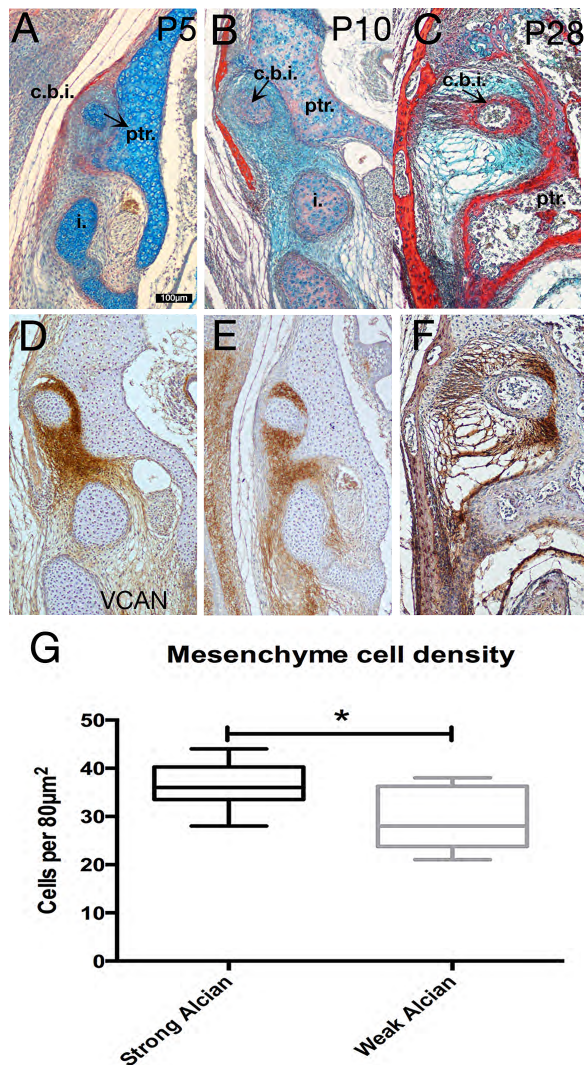 A P5
B P10
C P28
c.b.i.
ptr.
i.
100µm
c.b.i.
ptr.
i.
c.b.i.
ptr.
D
VCAN
E
F
G
Mesenchyme cell density
Cells per 80µm²
50
40
30
20
10
0
*
Strong Alcian
Weak Alcian